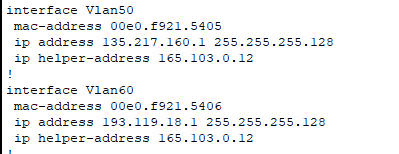 interface Vlan50
mac-address 00e0.f921.5405
ip address 135.217.160.1 255.255.255.128
ip helper-address 165.103.0.12
!
interface Vlan60
mac-address 00e0.f921.5406
ip address 193.119.18.1 255.255.255.128
ip helper-address 165.103.0.12
!